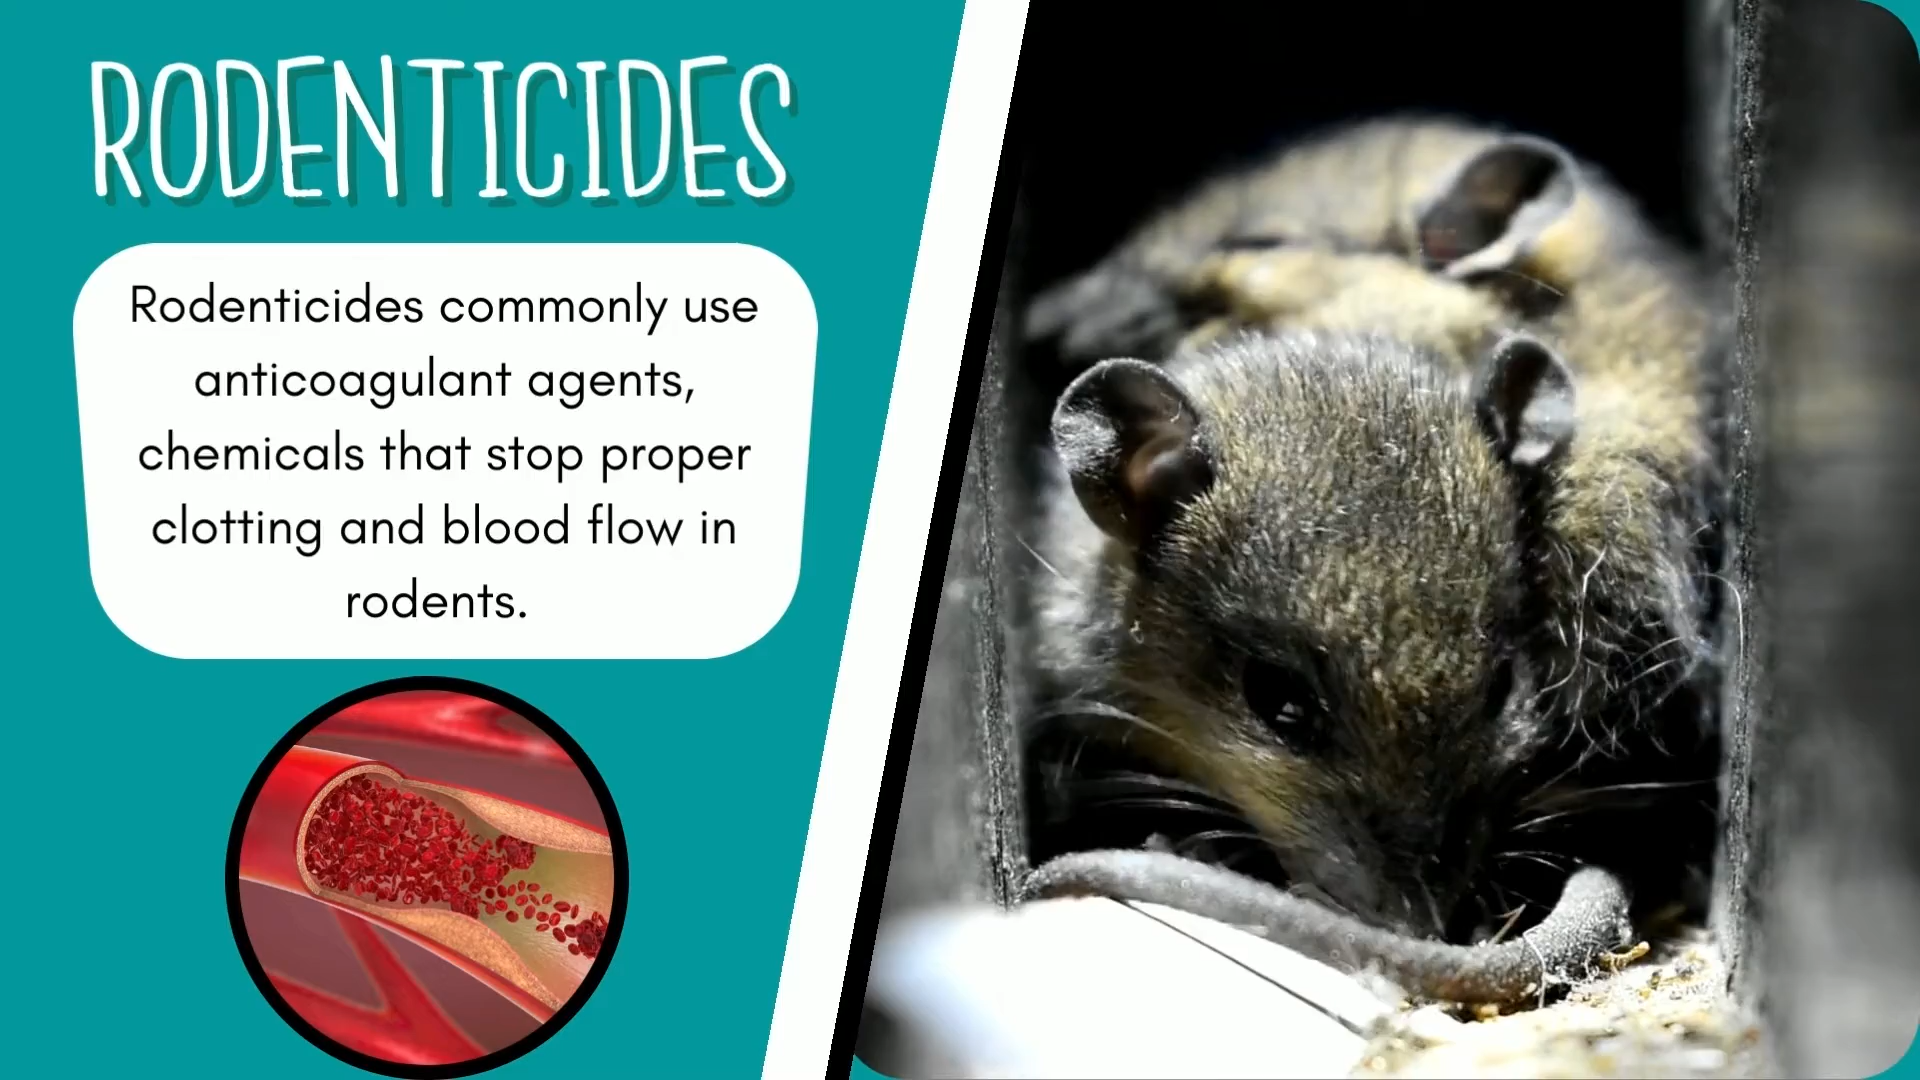 RODENTICIDES
Rodenticides commonly use
anticoagulant agents,
chemicals that stop proper
clotting and blood flow in
rodents.